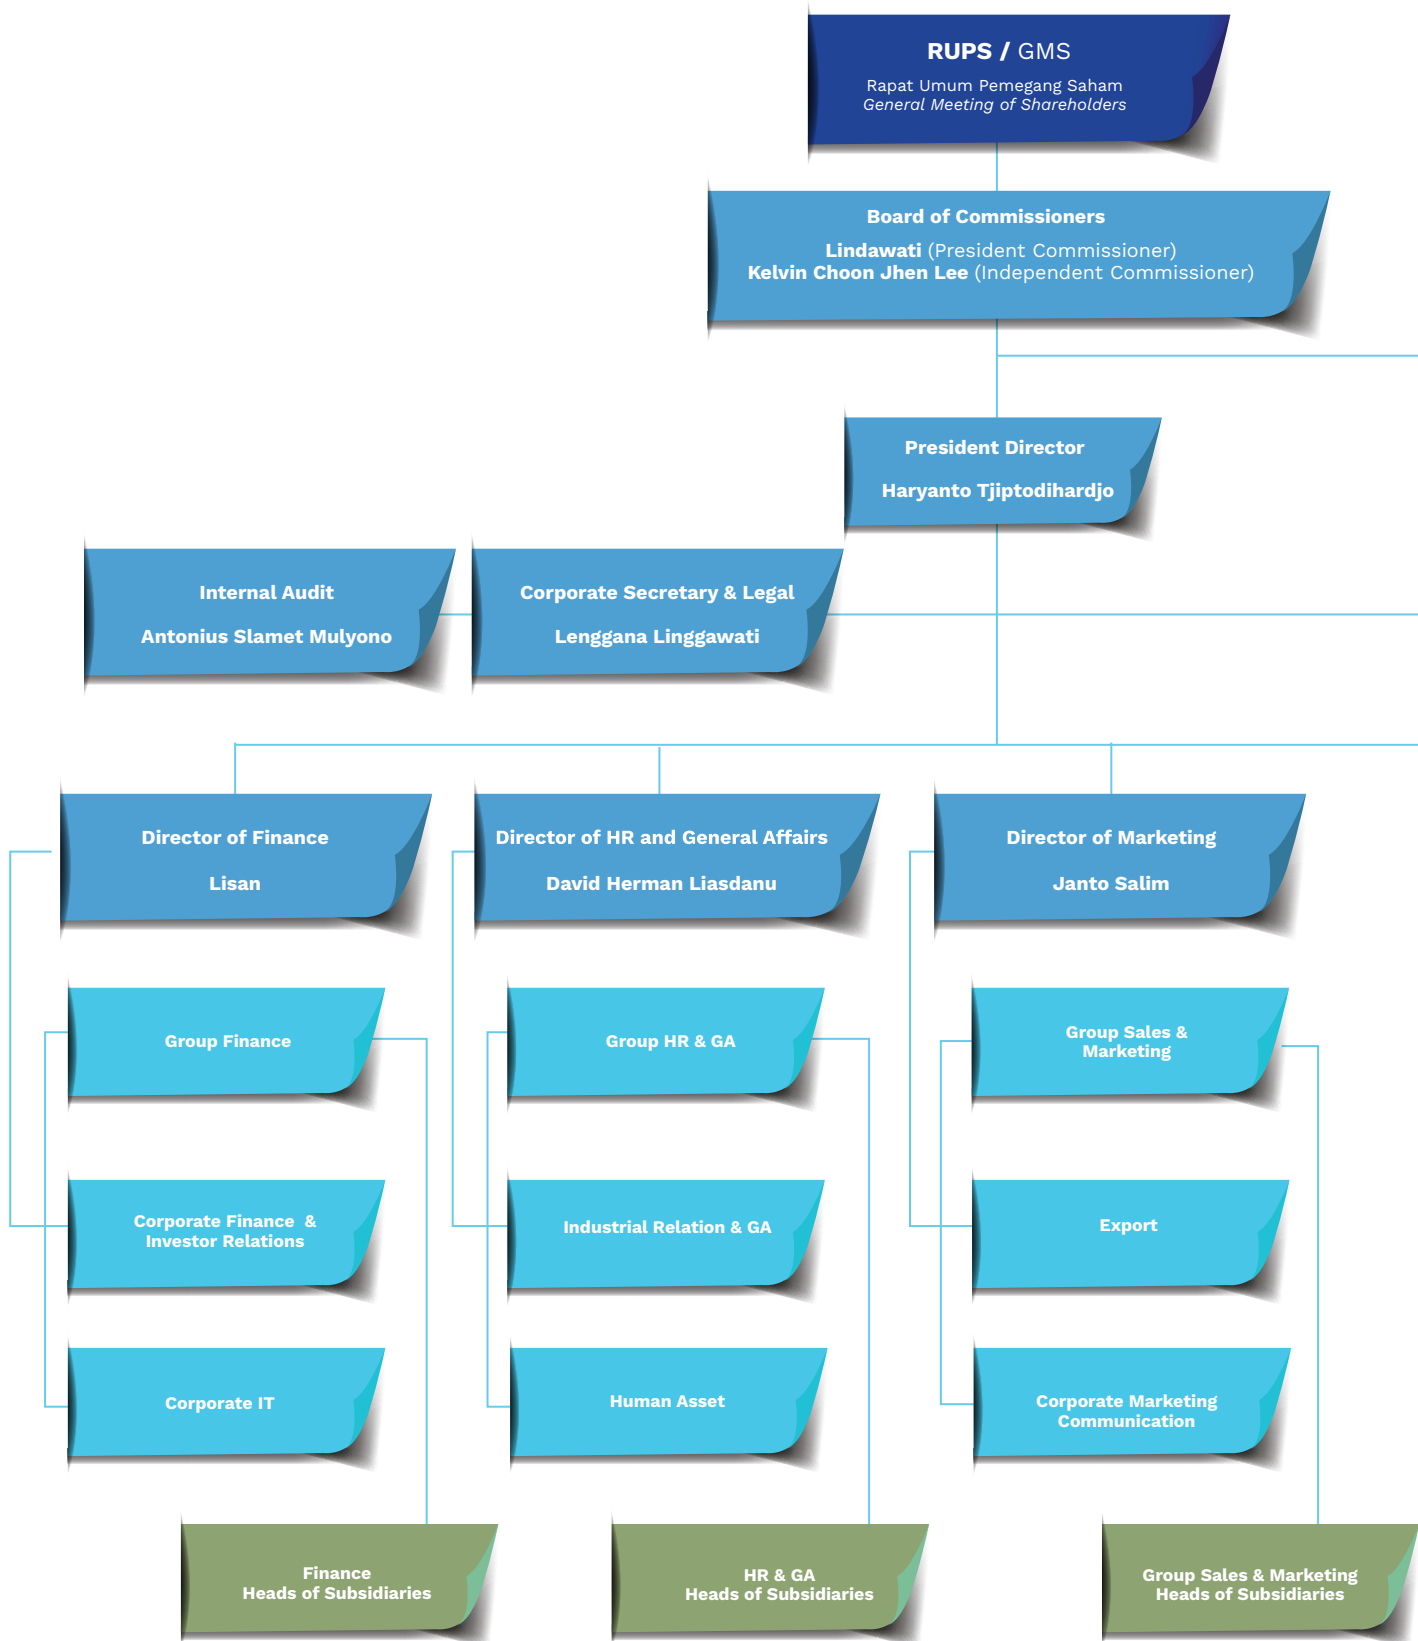 RUPS / GMS
Rapat Umum Pemegang Saham
General Meeting of Shareholders
Board of Commissioners
Lindawati (President Commissioner)
Kelvin Choon Jhen Lee (Independent Commissioner)
President Director
Haryanto Tjiptodihardjo
Internal Audit
Antonius Slamet Mulyono
Corporate Secretary & Legal
Lenggana Linggawati
Director of Finance
Lisan
Director of HR and General Affairs
David Herman Liasdanu
Director of Marketing
Janto Salim
Group Finance
Group HR & GA
Group Sales &
Marketing
Corporate Finance &
Investor Relations
Industrial Relation & GA
Export
Corporate IT
Human Asset
Corporate Marketing
Communication
Finance
Heads of Subsidiaries
HR & GA
Heads of Subsidiaries
Group Sales & Marketing
Heads of Subsidiaries